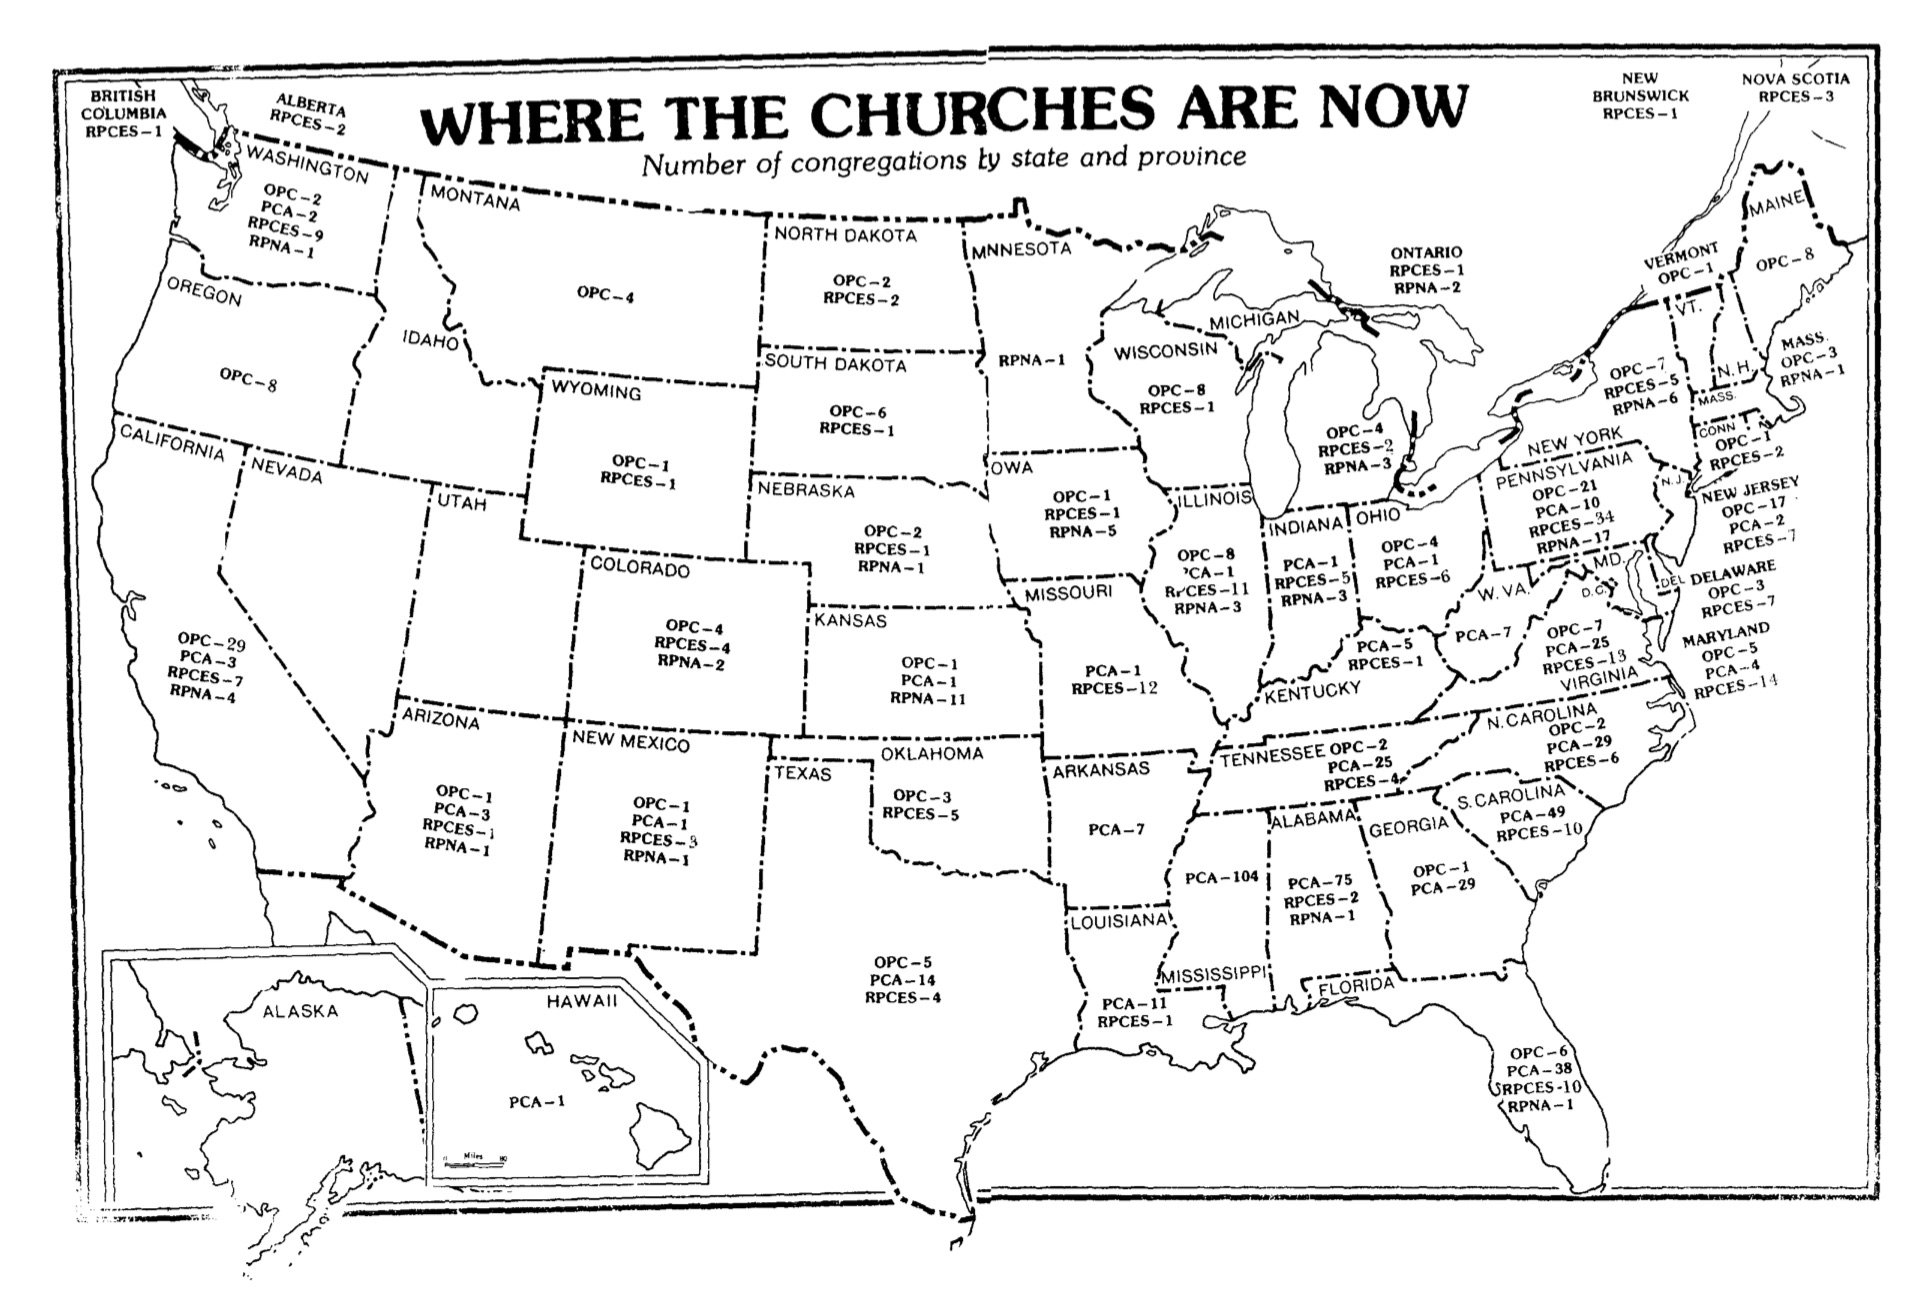 WHERE THE CHURCHES ARE NOW
Number of congregations by state and province
BRITISH
COLUMBIA
RPCES-1
ALBERTA
RPCES-2
NEW
BRUNSWICK
RPCES-1
NOVA SCOTIA
RPCES-3
WASHINGTON
OPC-2
PCA-2
RPCES-9
RPNA-1
MONTANA
OPC-4
NORTH DAKOTA
OPC-2
RPCES-2
MNNESOTA
RPNA-1
ONTARIO
RPCES-1
RPNA-2
VERMONT
OPC-1
VT.
MAINE
OPC-8
OREGON
OPC-8
IDAHO
WYOMING
OPC-1
RPCES-1
SOUTH DAKOTA
OPC-6
RPCES-1
WISCONSIN
OPC-8
RPCES-1
MICHIGAN
OPC-4
RPCES-2
RPNA-3
OPC-7
RPCES-5
RPNA-6
NEW YORK
N.H.
MASS.
OPC-3
RPNA-1
MASS.
CONN
OPC-1
RPCES-2
CALIFORNIA
OPC-29
PCA-3
RPCES-7
RPNA-4
NEVADA
UTAH
COLORADO
OPC-4
RPCES-4
RPNA-2
NEBRASKA
OPC-2
RPCES-1
RPNA-1
OWA
OPC-1
RPCES-1
RPNA-5
ILLINOIS
OPC-8
PCA-1
RPCES-11
RPNA-3
INDIANA
PCA-1
RPCES-5
RPNA-3
OHIO
OPC-4
PCA-1
RPCES-6
PENNSYLVANIA
OPC-21
PCA-10
RPCES-34
RPNA-17
N.J.
NEW JERSEY
OPC-17
PCA-2
RPCES-7
MD.
D.C.
DEL
DELAWARE
OPC-3
RPCES-7
MARYLAND
OPC-5
PCA-4
RPCES-14
W. VA.
PCA-7
OPC-7
PCA-25
RPCES-13
VIRGINIA
KANSAS
OPC-1
PCA-1
RPNA-11
MISSOURI
PCA-1
RPCES-12
PCA-5
RPCES-1
KENTUCKY
ARIZONA
OPC-1
PCA-3
RPCES-1
RPNA-1
NEW MEXICO
OPC-1
PCA-1
RPCES-3
RPNA-1
TEXAS
OPC-5
PCA-14
RPCES-4
OKLAHOMA
OPC-3
RPCES-5
ARKANSAS
PCA-7
TENNESSEE OPC-2
PCA-25
RPCES-4
N. CAROLINA
OPC-2
PCA-29
RPCES-6
S. CAROLINA
PCA-49
RPCES-10
LOUISIANA
PCA-11
RPCES-1
PCA-104
MISSISSIPPI
ALABAMA
PCA-75
RPCES-2
RPNA-1
GEORGIA
OPC-1
PCA-29
FLORIDA
OPC-6
PCA-38
RPCES-10
RPNA-1
ALASKA
HAWAII
PCA-1
0 Miles 80